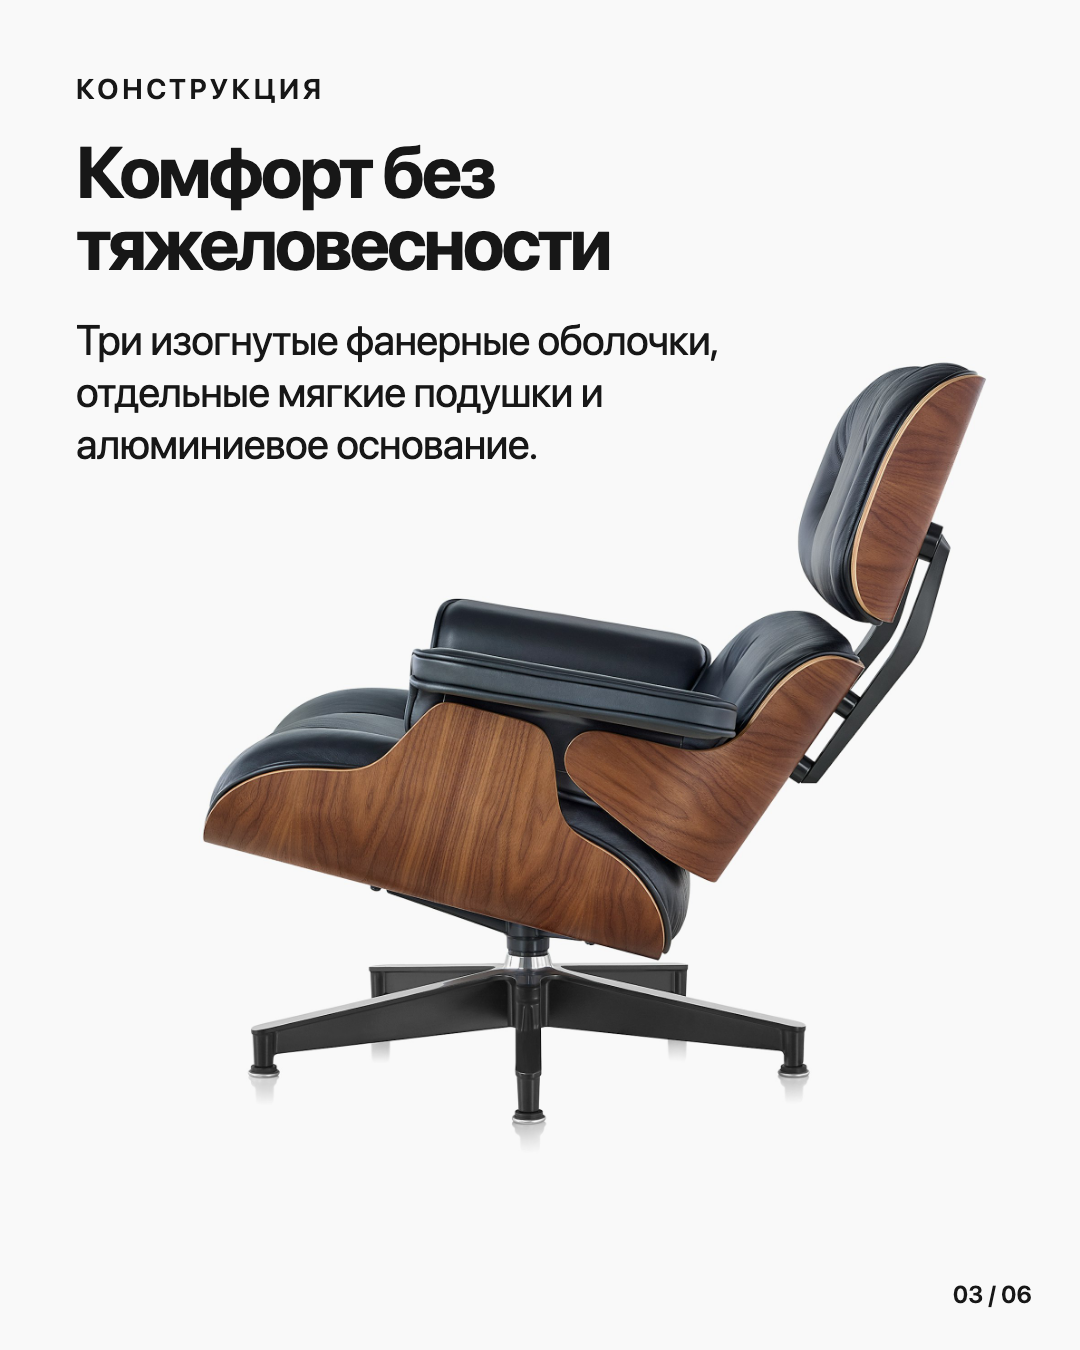 КОНСТРУКЦИЯ
Комфорт без
тяжеловесности
Три изогнутые фанерные оболочки,
отдельные мягкие подушки и
алюминиевое основание.
03 / 06